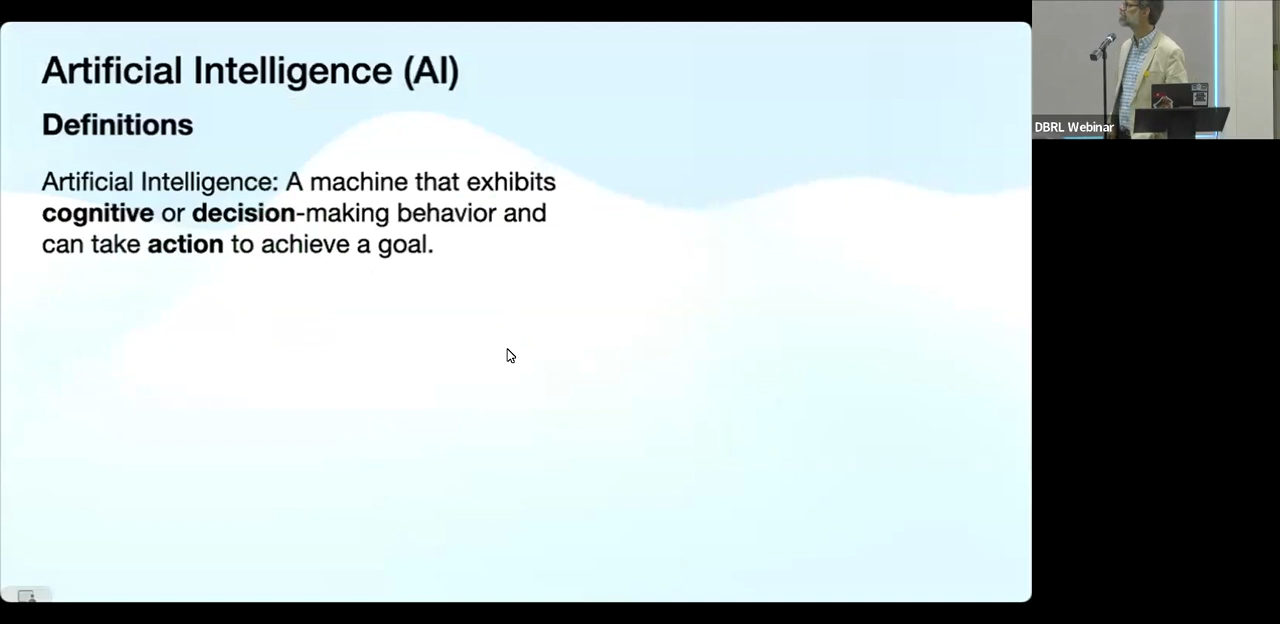 Artificial Intelligence (AI)
Definitions
Artificial Intelligence: A machine that exhibits
cognitive or decision-making behavior and
can take action to achieve a goal.
DBRL Webinar